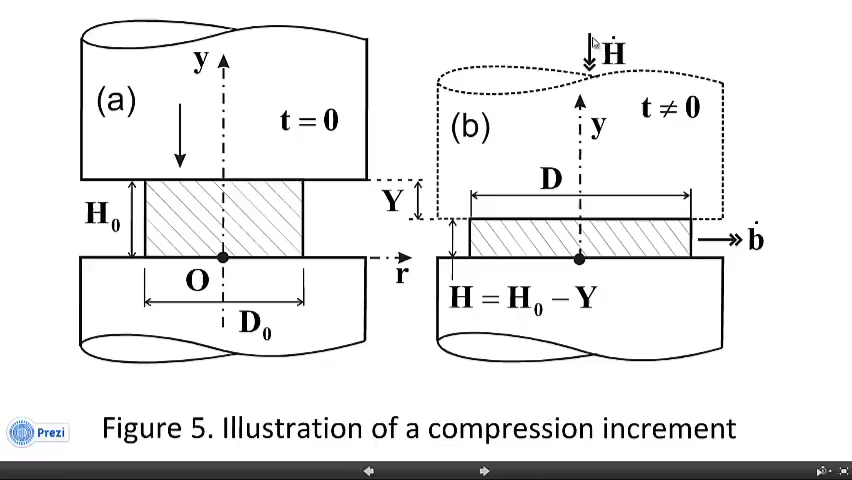 (a)
y
t = 0
H₀
Y
O
r
D₀
Ḣ
(b)
y
t ≠ 0
D
ḃ
H = H₀ − Y
Figure 5. Illustration of a compression increment
Prezi